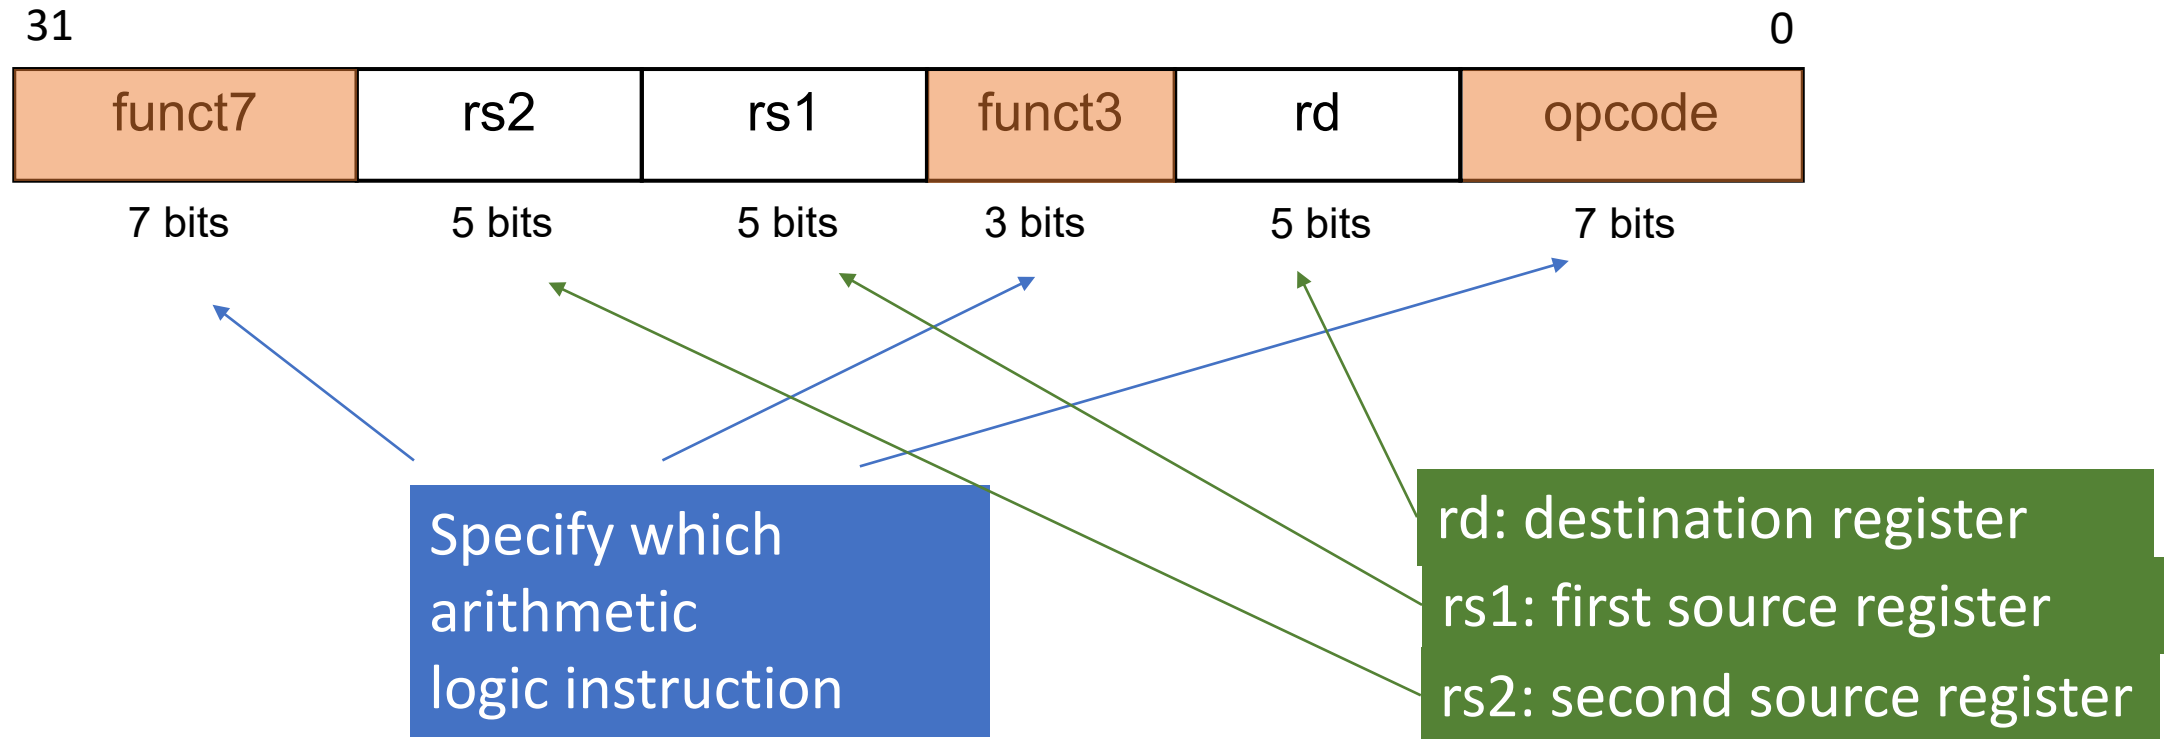 31 0
funct7 rs2 rs1 funct3 rd opcode
7 bits 5 bits 5 bits 3 bits 5 bits 7 bits
Specify which
arithmetic
logic instruction
rd: destination register
rs1: first source register
rs2: second source register